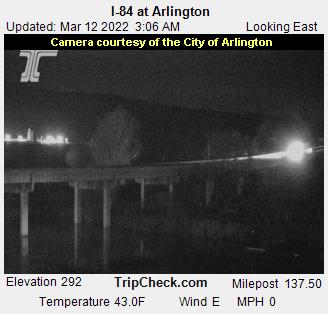 I-84 at Arlington
Updated: Mar 12 2022 3:06 AM Looking East
Camera courtesy of the City of Arlington
Elevation 292 TripCheck.com Milepost 137.50
Temperature 43.0F Wind E MPH 0